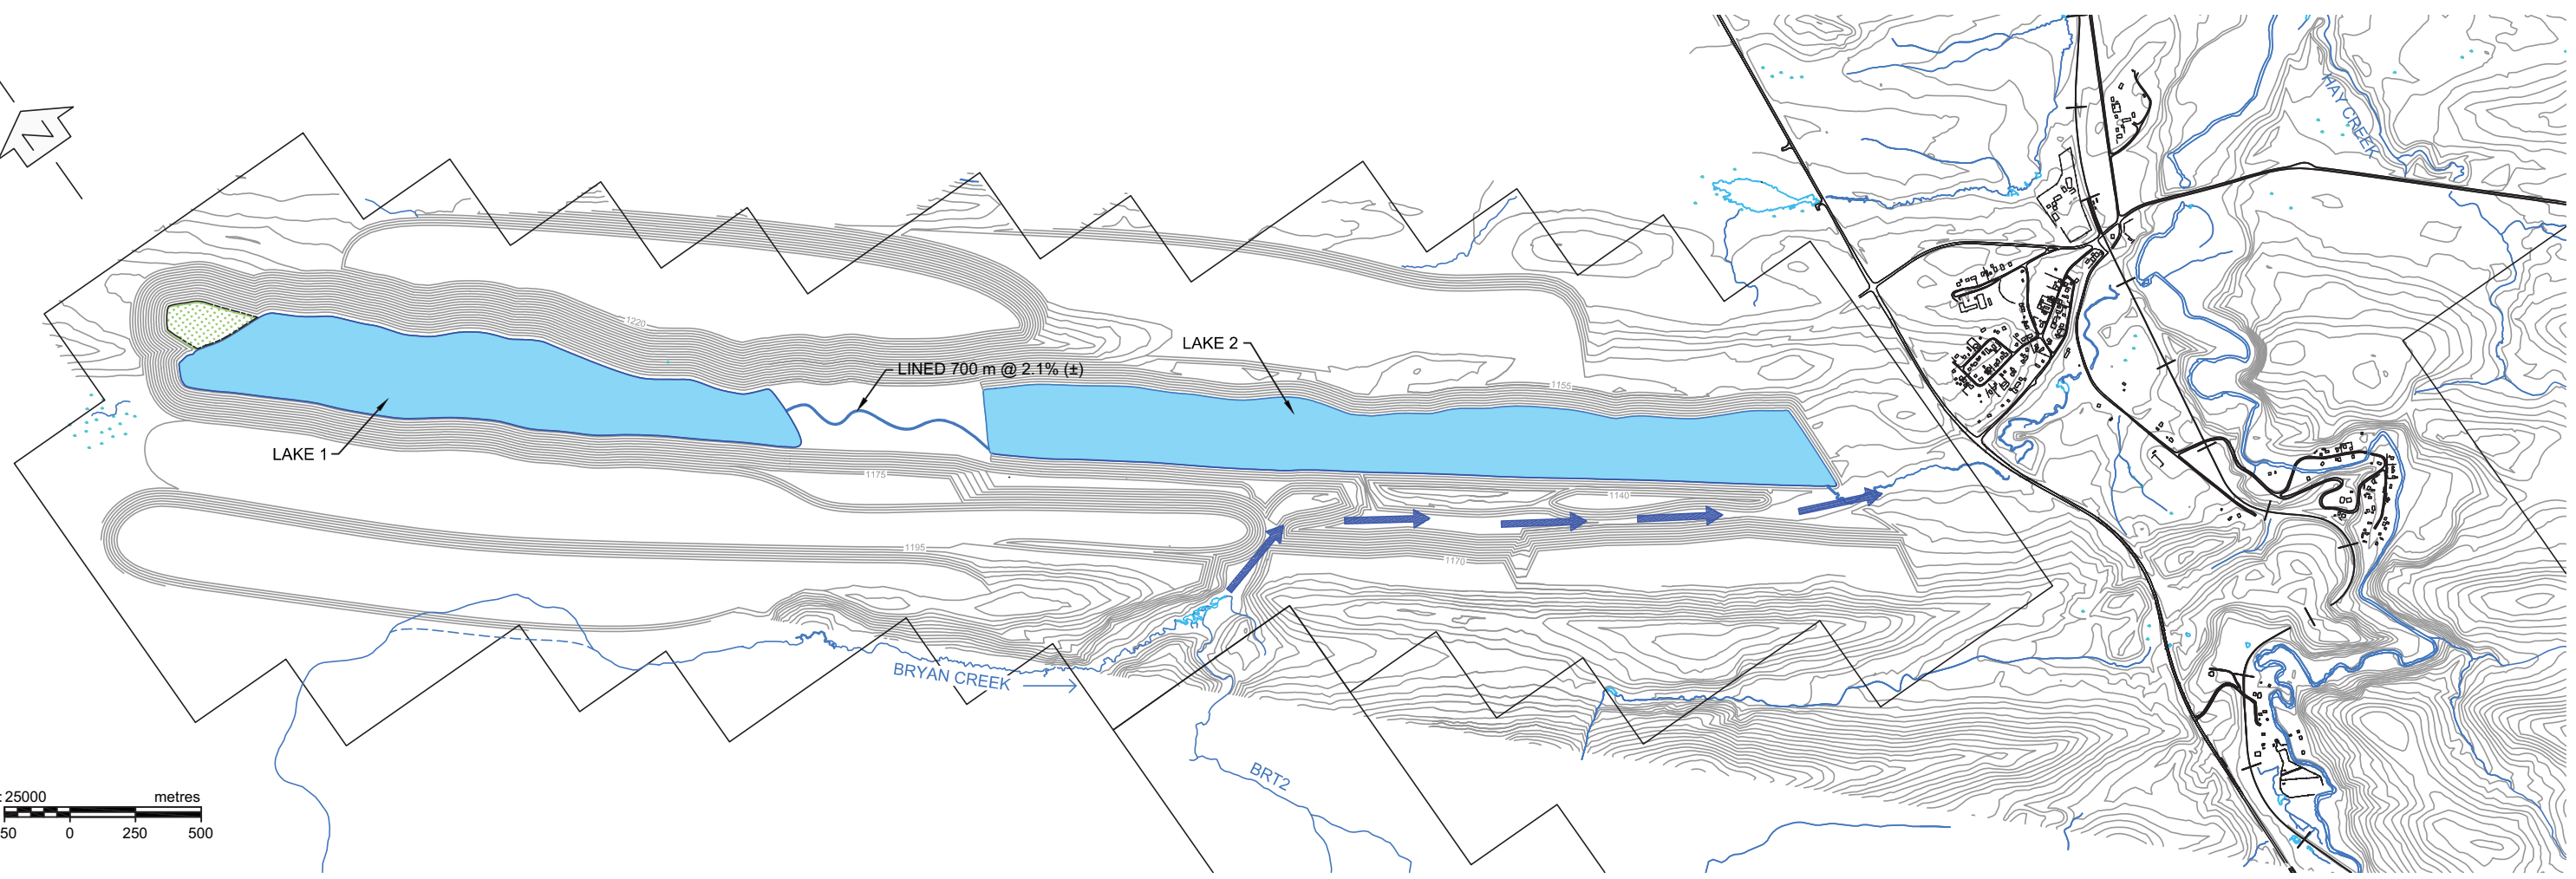 N
HAY CREEK
1220
LAKE 2
LINED 700 m @ 2.1% (±)
1155
LAKE 1
1175
1140
1195
1170
BRYAN CREEK
BRT2
:25000 metres
50 0 250 500